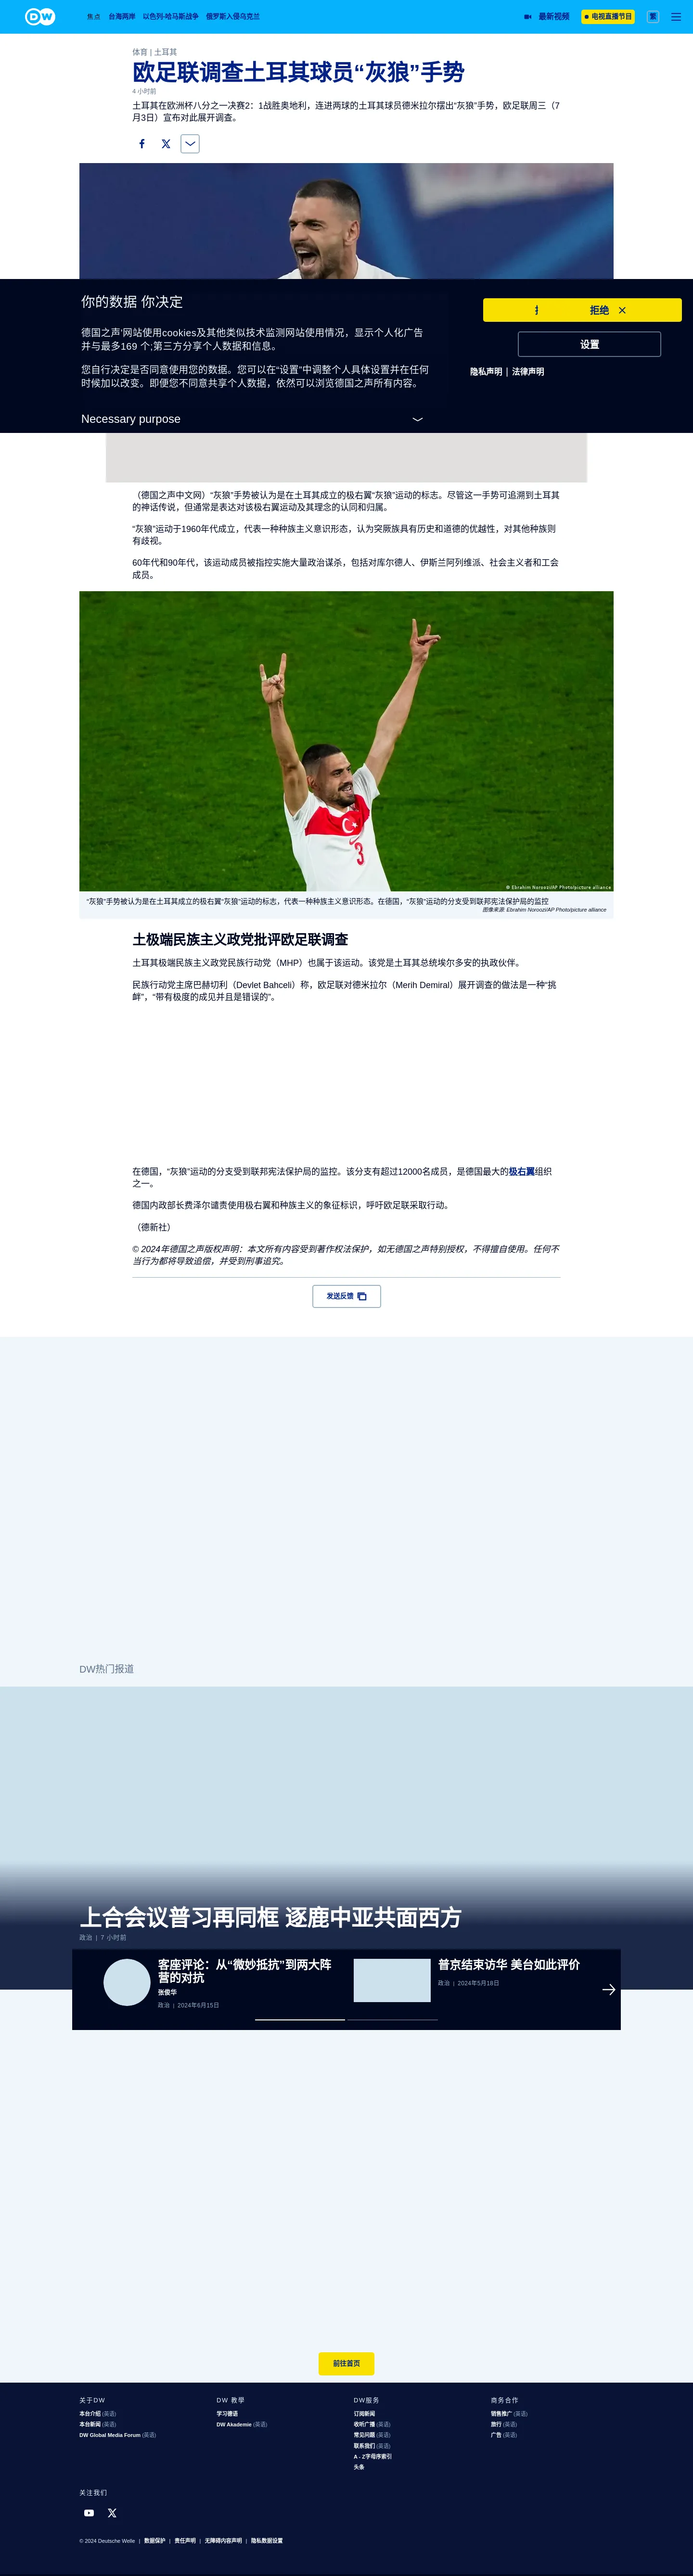 DW
焦点 台海两岸 以色列-哈马斯战争 俄罗斯入侵乌克兰 最新视频 电视直播节目 繁
体育 | 土耳其
欧足联调查土耳其球员“灰狼”手势
4 小时前
土耳其在欧洲杯八分之一决赛2：1战胜奥地利，连进两球的土耳其球员德米拉尔摆出“灰狼”手势，欧足联周三（7
月3日）宣布对此展开调查。
你的数据 你决定
德国之声'网站使用cookies及其他类似技术监测网站使用情况，显示个人化广告
并与最多169 个;第三方分享个人数据和信息。
您自行决定是否同意使用您的数据。您可以在“设置”中调整个人具体设置并在任何
时候加以改变。即便您不同意共享个人数据，依然可以浏览德国之声所有内容。
Necessary purpose
拒绝
设置
隐私声明 | 法律声明
（德国之声中文网）“灰狼”手势被认为是在土耳其成立的极右翼“灰狼”运动的标志。尽管这一手势可追溯到土耳其
的神话传说，但通常是表达对该极右翼运动及其理念的认同和归属。
“灰狼”运动于1960年代成立，代表一种种族主义意识形态，认为突厥族具有历史和道德的优越性，对其他种族则
有歧视。
60年代和90年代，该运动成员被指控实施大量政治谋杀，包括对库尔德人、伊斯兰阿列维派、社会主义者和工会
成员。
3
© Ebrahim Noroozi/AP Photo/picture alliance
“灰狼”手势被认为是在土耳其成立的极右翼“灰狼”运动的标志，代表一种种族主义意识形态。在德国，“灰狼”运动的分支受到联邦宪法保护局的监控
图像来源: Ebrahim Noroozi/AP Photo/picture alliance
土极端民族主义政党批评欧足联调查
土耳其极端民族主义政党民族行动党（MHP）也属于该运动。该党是土耳其总统埃尔多安的执政伙伴。
民族行动党主席巴赫切利（Devlet Bahceli）称，欧足联对德米拉尔（Merih Demiral）展开调查的做法是一种“挑
衅”，“带有极度的成见并且是错误的”。
在德国，“灰狼”运动的分支受到联邦宪法保护局的监控。该分支有超过12000名成员，是德国最大的极右翼组织
之一。
德国内政部长费泽尔谴责使用极右翼和种族主义的象征标识，呼吁欧足联采取行动。
（德新社）
© 2024年德国之声版权声明：本文所有内容受到著作权法保护，如无德国之声特别授权，不得擅自使用。任何不
当行为都将导致追偿，并受到刑事追究。
发送反馈
DW热门报道
上合会议普习再同框 逐鹿中亚共面西方
政治 | 7 小时前
客座评论：从“微妙抵抗”到两大阵
营的对抗
张俊华
政治 | 2024年6月15日
普京结束访华 美台如此评价
政治 | 2024年5月18日
前往首页
关于DW
本台介绍 (英语)
本台新闻 (英语)
DW Global Media Forum (英语)
DW 教學
学习德语
DW Akademie (英语)
DW服务
订阅新闻
收听广播 (英语)
常见问题 (英语)
联系我们 (英语)
A - Z字母序索引
头条
商务合作
销售推广 (英语)
旅行 (英语)
广告 (英语)
关注我们
© 2024 Deutsche Welle | 数据保护 | 责任声明 | 无障碍内容声明 | 隐私数据设置